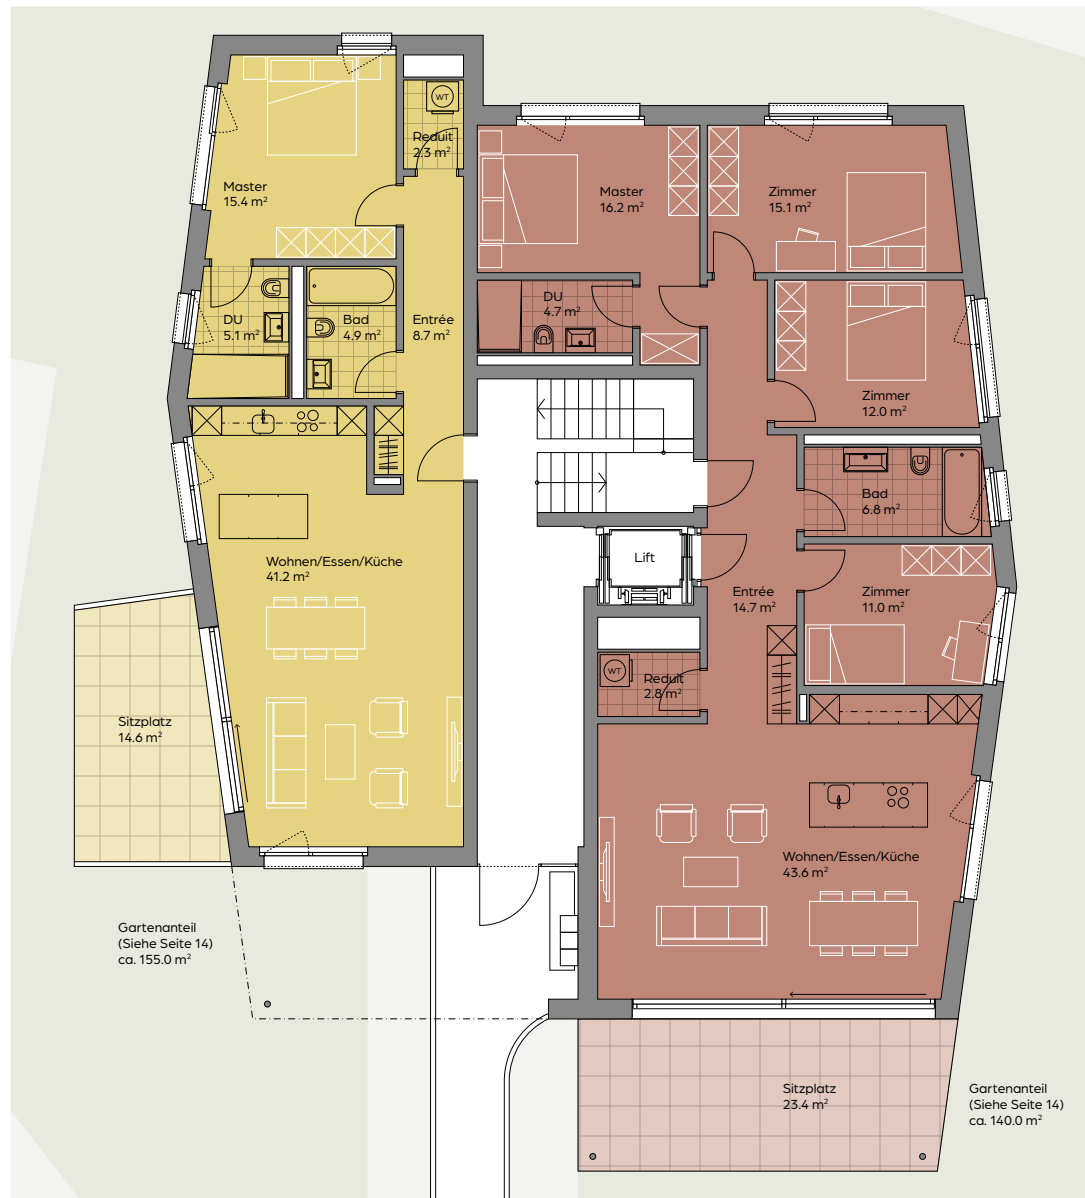 WT
Reduit
2.3 m²
Master
15.4 m²
Master
16.2 m²
Zimmer
15.1 m²
DU
5.1 m²
Bad
4.9 m²
Entrée
8.7 m²
DU
4.7 m²
Zimmer
12.0 m²
Bad
6.8 m²
Wohnen/Essen/Küche
41.2 m²
Lift
Entrée
14.7 m²
Zimmer
11.0 m²
WT
Reduit
2.8 m²
Sitzplatz
14.6 m²
Wohnen/Essen/Küche
43.6 m²
Gartenanteil
(Siehe Seite 14)
ca. 155.0 m²
Sitzplatz
23.4 m²
Gartenanteil
(Siehe Seite 14)
ca. 140.0 m²